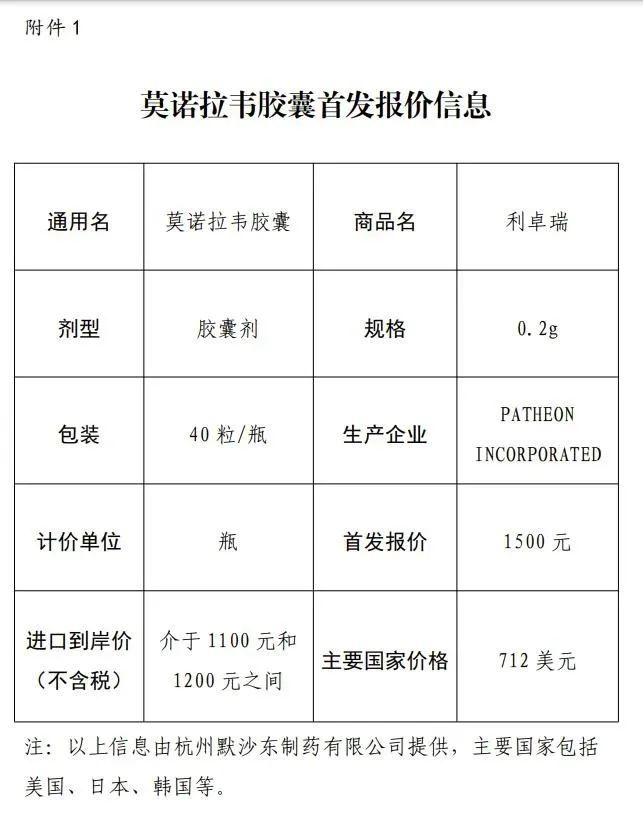 附件 1
莫诺拉韦胶囊首发报价信息
通用名 莫诺拉韦胶囊 商品名 利卓瑞
剂型 胶囊剂 规格 0.2g
包装 40 粒/瓶 生产企业 PATHEON
INCORPORATED
计价单位 瓶 首发报价 1500 元
进口到岸价 介于 1100 元和 主要国家价格 712 美元
（不含税） 1200 元之间
注：以上信息由杭州默沙东制药有限公司提供，主要国家包括
美国、日本、韩国等。